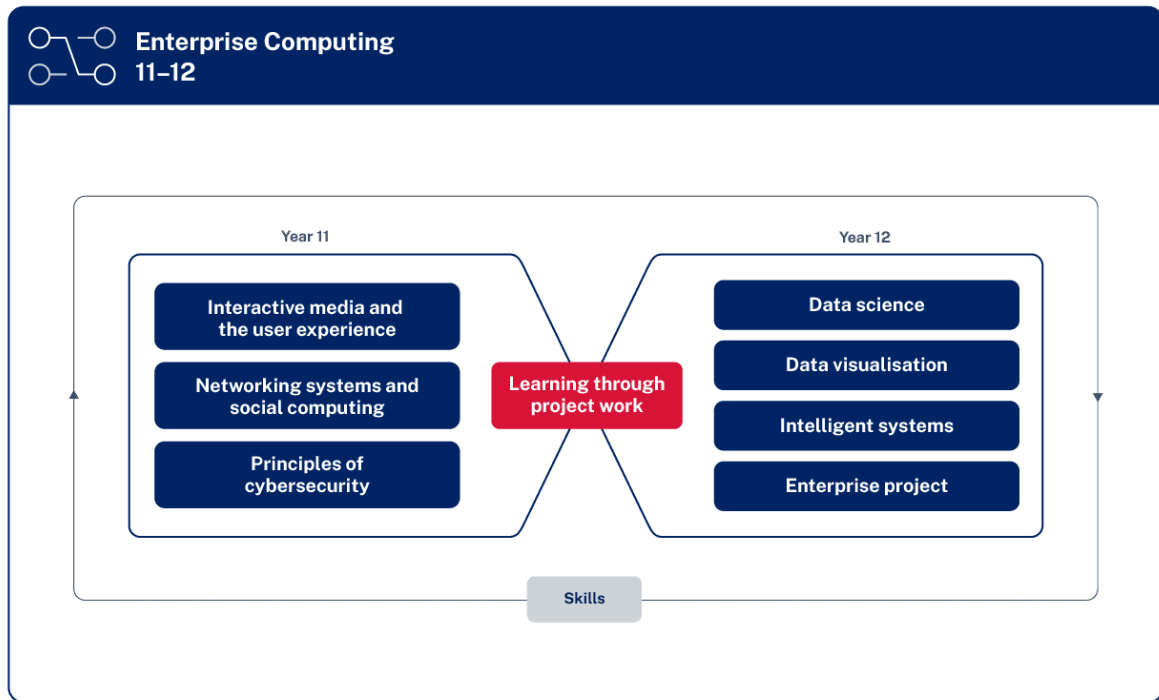 Enterprise Computing
11–12
Year 11
Interactive media and
the user experience
Networking systems and
social computing
Principles of
cybersecurity
Learning through
project work
Year 12
Data science
Data visualisation
Intelligent systems
Enterprise project
Skills